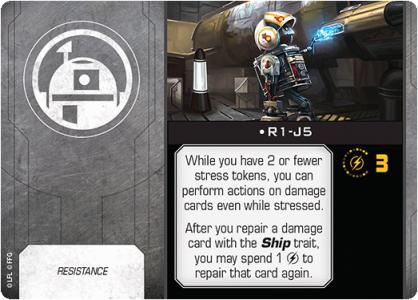 • R1-J5
While you have 2 or fewer
stress tokens, you can
perform actions on damage
cards even while stressed.
After you repair a damage
card with the Ship trait,
you may spend 1 to
repair that card again.
3
RESISTANCE
© LFL © FFG